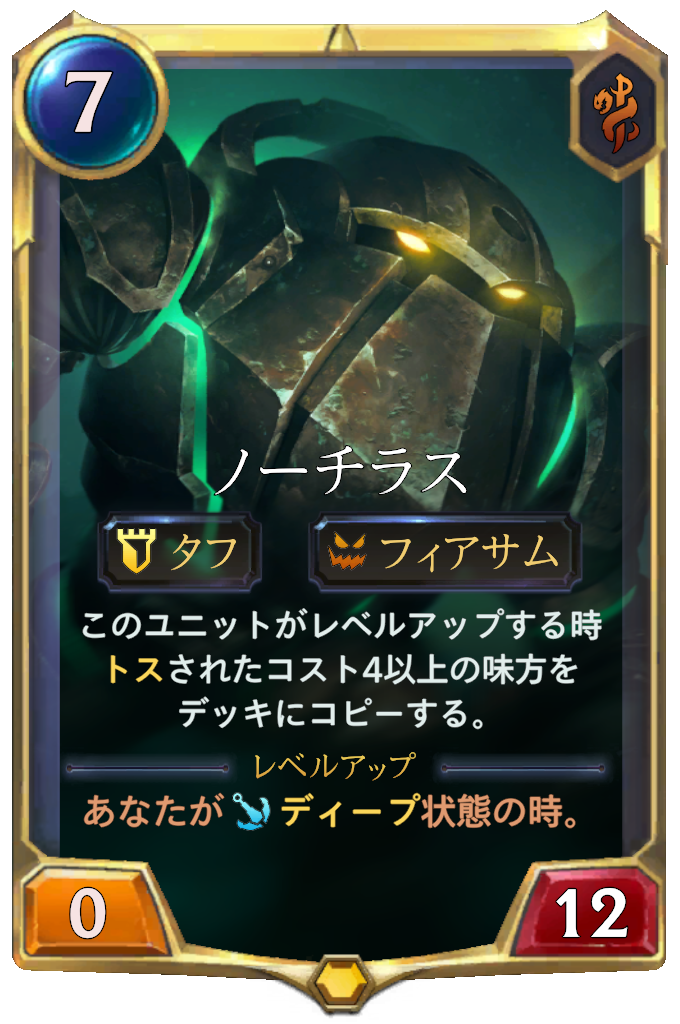 7
ノーチラス
タフ フィアサム
このユニットがレベルアップする時
トスされたコスト4以上の味方を
デッキにコピーする。
レベルアップ
あなたがディープ状態の時。
0 12